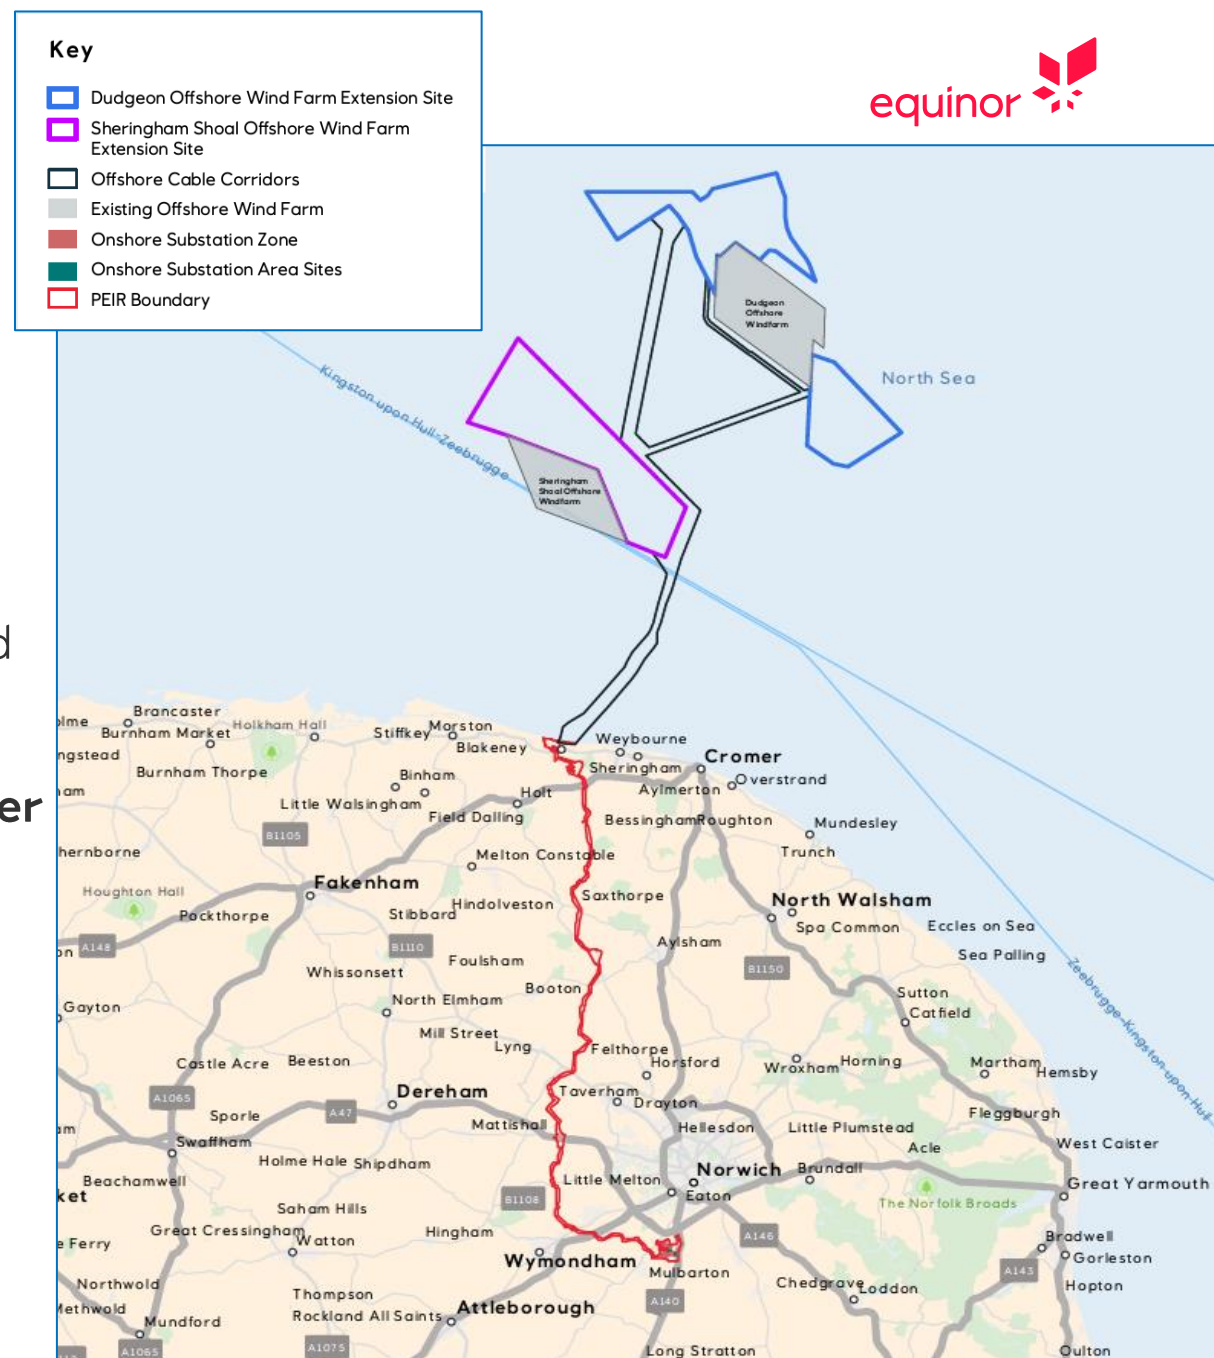 Key
Dudgeon Offshore Wind Farm Extension Site
Sheringham Shoal Offshore Wind Farm
Extension Site
Offshore Cable Corridors
Existing Offshore Wind Farm
Onshore Substation Zone
Onshore Substation Area Sites
PEIR Boundary
equinor
Dudgeon
Offshore
Windfarm
North Sea
Kingston upon Hull-Zeebrugge
Sheringham
Shoal Offshore
Windfarm
d
er
olme
Brancaster
Burnham Market
Holkham Hall
Stiffkey
Morston
Blakeney
Weybourne
Cromer
ngstead
Burnham Thorpe
Binham
Sheringham
Overstrand
am
Little Walsingham
Holt
Aylmerton
Field Dalling
Bessingham
Roughton
Mundesley
B1105
hernborne
Melton Constable
Trunch
Houghton Hall
Fakenham
Saxthorpe
North Walsham
Pockthorpe
Stibbard
Hindolveston
Spa Common
Eccles on Sea
on
A148
B1110
Aylsham
Sea Palling
Whissonsett
Foulsham
B1150
Zeebrugge-Kingston-upon-Hull
Gayton
North Elmham
Booton
Sutton
Catfield
Mill Street
Lyng
Felthorpe
Castle Acre
Beeston
Horsford
Wroxham
Horning
Martham
Hemsby
A1065
Dereham
Taverham
Drayton
Sporle
A47
Mattishall
Hellesdon
Little Plumstead
Fleggburgh
am
Swaffham
Acle
West Caister
Holme Hale
Shipdham
Norwich
Brundall
Beachamwell
Little Melton
Eaton
Great Yarmouth
ket
B1108
The Norfolk Broads
Saham Hills
Great Cressingham
Hingham
A146
Bradwell
e Ferry
Watton
Wymondham
Gorleston
Mulbarton
A143
Northwold
Chedgrave
Loddon
Hopton
Thompson
Methwold
Rockland All Saints
Attleborough
A140
Mundford
A1065
A1075
Long Stratton
Oulton